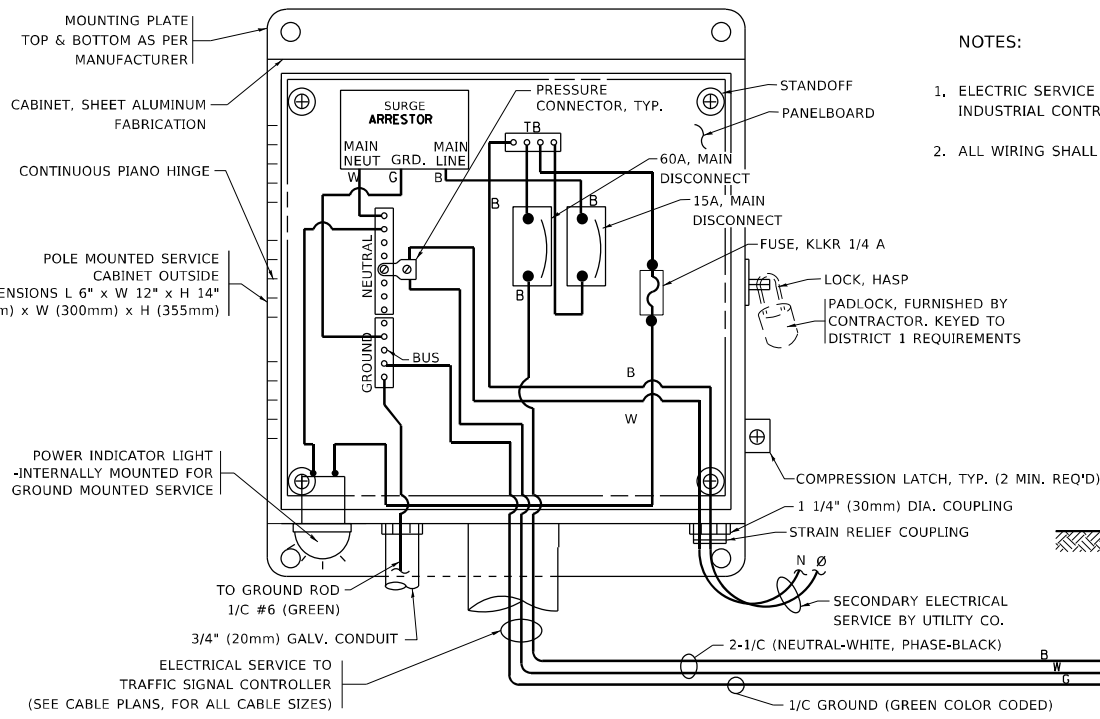 MOUNTING PLATE
TOP & BOTTOM AS PER
MANUFACTURER
CABINET, SHEET ALUMINUM
FABRICATION
CONTINUOUS PIANO HINGE
POLE MOUNTED SERVICE
CABINET OUTSIDE
ENSIONS L 6" x W 12" x H 14"
m) x W (300mm) x H (355mm)
POWER INDICATOR LIGHT
-INTERNALLY MOUNTED FOR
GROUND MOUNTED SERVICE
TO GROUND ROD
1/C #6 (GREEN)
3/4" (20mm) GALV. CONDUIT
ELECTRICAL SERVICE TO
TRAFFIC SIGNAL CONTROLLER
(SEE CABLE PLANS, FOR ALL CABLE SIZES)
SURGE
ARRESTOR
MAIN
NEUT
GRD.
MAIN
LINE
W
G
B
PRESSURE
CONNECTOR, TYP.
TB
60A, MAIN
DISCONNECT
15A, MAIN
DISCONNECT
B
B
B
NEUTRAL
GROUND
BUS
B
W
STANDOFF
PANELBOARD
FUSE, KLKR 1/4 A
LOCK, HASP
PADLOCK, FURNISHED BY
CONTRACTOR. KEYED TO
DISTRICT 1 REQUIREMENTS
COMPRESSION LATCH, TYP. (2 MIN. REQ'D)
1 1/4" (30mm) DIA. COUPLING
STRAIN RELIEF COUPLING
N Ø
SECONDARY ELECTRICAL
SERVICE BY UTILITY CO.
2-1/C (NEUTRAL-WHITE, PHASE-BLACK)
B
W
G
1/C GROUND (GREEN COLOR CODED)
NOTES:
1. ELECTRIC SERVICE
INDUSTRIAL CONTR
2. ALL WIRING SHALL